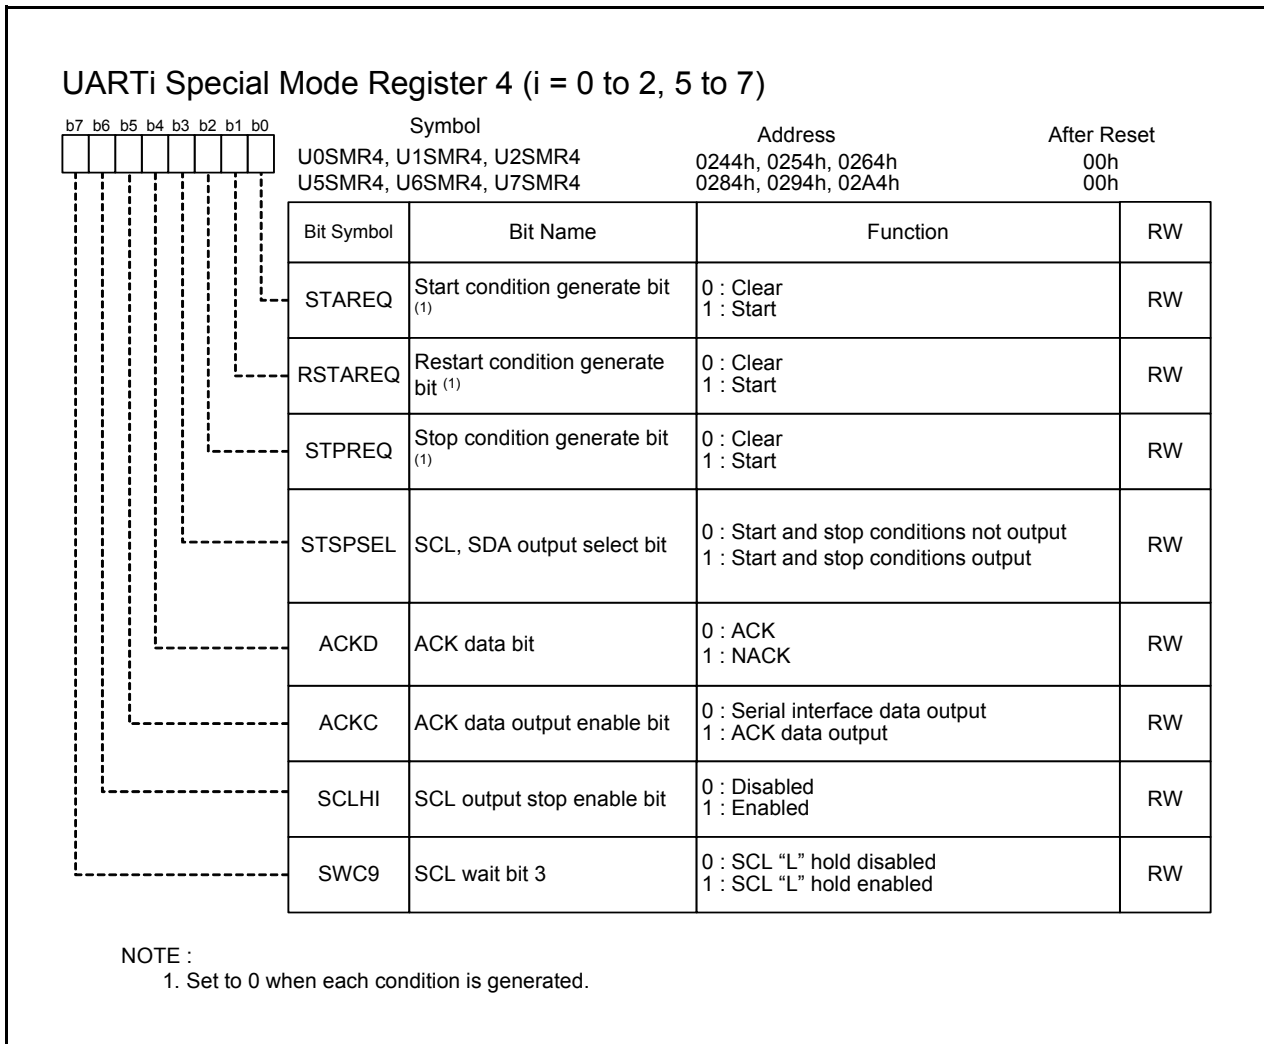 UARTi Special Mode Register 4 (i = 0 to 2, 5 to 7)
b7 b6 b5 b4 b3 b2 b1 b0
Symbol Address After Reset
U0SMR4, U1SMR4, U2SMR4 0244h, 0254h, 0264h 00h
U5SMR4, U6SMR4, U7SMR4 0284h, 0294h, 02A4h 00h
Bit Symbol Bit Name Function RW
STAREQ Start condition generate bit (1) 0 : Clear
1 : Start RW
RSTAREQ Restart condition generate bit (1) 0 : Clear
1 : Start RW
STPREQ Stop condition generate bit (1) 0 : Clear
1 : Start RW
STSPSEL SCL, SDA output select bit 0 : Start and stop conditions not output
1 : Start and stop conditions output RW
ACKD ACK data bit 0 : ACK
1 : NACK RW
ACKC ACK data output enable bit 0 : Serial interface data output
1 : ACK data output RW
SCLHI SCL output stop enable bit 0 : Disabled
1 : Enabled RW
SWC9 SCL wait bit 3 0 : SCL “L” hold disabled
1 : SCL “L” hold enabled RW
NOTE :
1. Set to 0 when each condition is generated.